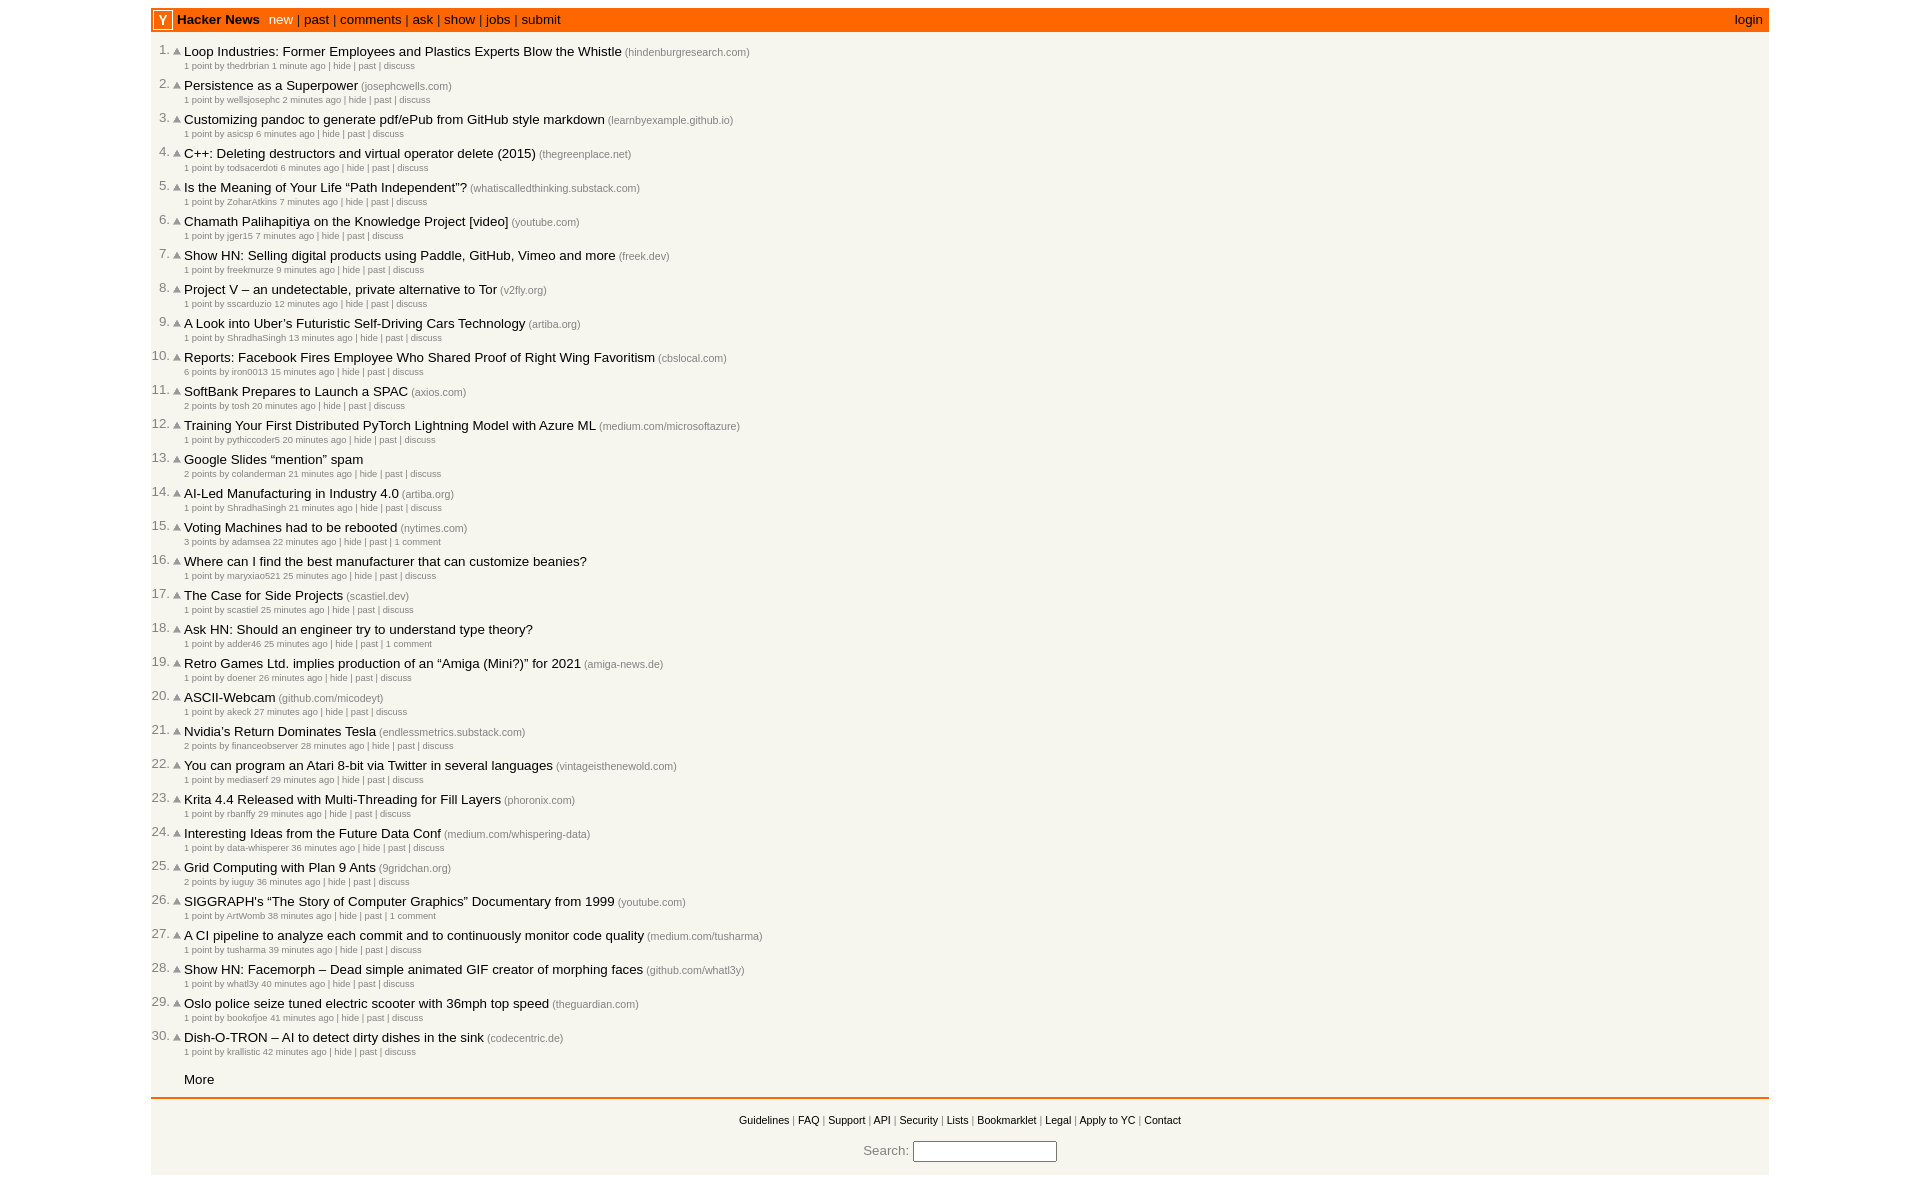 Y Hacker News new | past | comments | ask | show | jobs | submit login
1. Loop Industries: Former Employees and Plastics Experts Blow the Whistle (hindenburgresearch.com)
1 point by thedrbrian 1 minute ago | hide | past | discuss
2. Persistence as a Superpower (josephcwells.com)
1 point by wellsjosephc 2 minutes ago | hide | past | discuss
3. Customizing pandoc to generate pdf/ePub from GitHub style markdown (learnbyexample.github.io)
1 point by asicsp 6 minutes ago | hide | past | discuss
4. C++: Deleting destructors and virtual operator delete (2015) (thegreenplace.net)
1 point by todsacerdoti 6 minutes ago | hide | past | discuss
5. Is the Meaning of Your Life “Path Independent”? (whatiscalledthinking.substack.com)
1 point by ZoharAtkins 7 minutes ago | hide | past | discuss
6. Chamath Palihapitiya on the Knowledge Project [video] (youtube.com)
1 point by jger15 7 minutes ago | hide | past | discuss
7. Show HN: Selling digital products using Paddle, GitHub, Vimeo and more (freek.dev)
1 point by freekmurze 9 minutes ago | hide | past | discuss
8. Project V – an undetectable, private alternative to Tor (v2fly.org)
1 point by sscarduzio 12 minutes ago | hide | past | discuss
9. A Look into Uber’s Futuristic Self-Driving Cars Technology (artiba.org)
1 point by ShradhaSingh 13 minutes ago | hide | past | discuss
10. Reports: Facebook Fires Employee Who Shared Proof of Right Wing Favoritism (cbslocal.com)
6 points by iron0013 15 minutes ago | hide | past | discuss
11. SoftBank Prepares to Launch a SPAC (axios.com)
2 points by tosh 20 minutes ago | hide | past | discuss
12. Training Your First Distributed PyTorch Lightning Model with Azure ML (medium.com/microsoftazure)
1 point by pythiccoder5 20 minutes ago | hide | past | discuss
13. Google Slides “mention” spam
2 points by colanderman 21 minutes ago | hide | past | discuss
14. AI-Led Manufacturing in Industry 4.0 (artiba.org)
1 point by ShradhaSingh 21 minutes ago | hide | past | discuss
15. Voting Machines had to be rebooted (nytimes.com)
3 points by adamsea 22 minutes ago | hide | past | 1 comment
16. Where can I find the best manufacturer that can customize beanies?
1 point by maryxiao521 25 minutes ago | hide | past | discuss
17. The Case for Side Projects (scastiel.dev)
1 point by scastiel 25 minutes ago | hide | past | discuss
18. Ask HN: Should an engineer try to understand type theory?
1 point by adder46 25 minutes ago | hide | past | 1 comment
19. Retro Games Ltd. implies production of an “Amiga (Mini?)” for 2021 (amiga-news.de)
1 point by doener 26 minutes ago | hide | past | discuss
20. ASCII-Webcam (github.com/micodeyt)
1 point by akeck 27 minutes ago | hide | past | discuss
21. Nvidia’s Return Dominates Tesla (endlessmetrics.substack.com)
2 points by financeobserver 28 minutes ago | hide | past | discuss
22. You can program an Atari 8-bit via Twitter in several languages (vintageisthenewold.com)
1 point by mediaserf 29 minutes ago | hide | past | discuss
23. Krita 4.4 Released with Multi-Threading for Fill Layers (phoronix.com)
1 point by rbanffy 29 minutes ago | hide | past | discuss
24. Interesting Ideas from the Future Data Conf (medium.com/whispering-data)
1 point by data-whisperer 36 minutes ago | hide | past | discuss
25. Grid Computing with Plan 9 Ants (9gridchan.org)
2 points by iuguy 36 minutes ago | hide | past | discuss
26. SIGGRAPH's “The Story of Computer Graphics” Documentary from 1999 (youtube.com)
1 point by ArtWomb 38 minutes ago | hide | past | 1 comment
27. A CI pipeline to analyze each commit and to continuously monitor code quality (medium.com/tusharma)
1 point by tusharma 39 minutes ago | hide | past | discuss
28. Show HN: Facemorph – Dead simple animated GIF creator of morphing faces (github.com/whatl3y)
1 point by whatl3y 40 minutes ago | hide | past | discuss
29. Oslo police seize tuned electric scooter with 36mph top speed (theguardian.com)
1 point by bookofjoe 41 minutes ago | hide | past | discuss
30. Dish-O-TRON – AI to detect dirty dishes in the sink (codecentric.de)
1 point by krallistic 42 minutes ago | hide | past | discuss
More
Guidelines | FAQ | Support | API | Security | Lists | Bookmarklet | Legal | Apply to YC | Contact
Search: